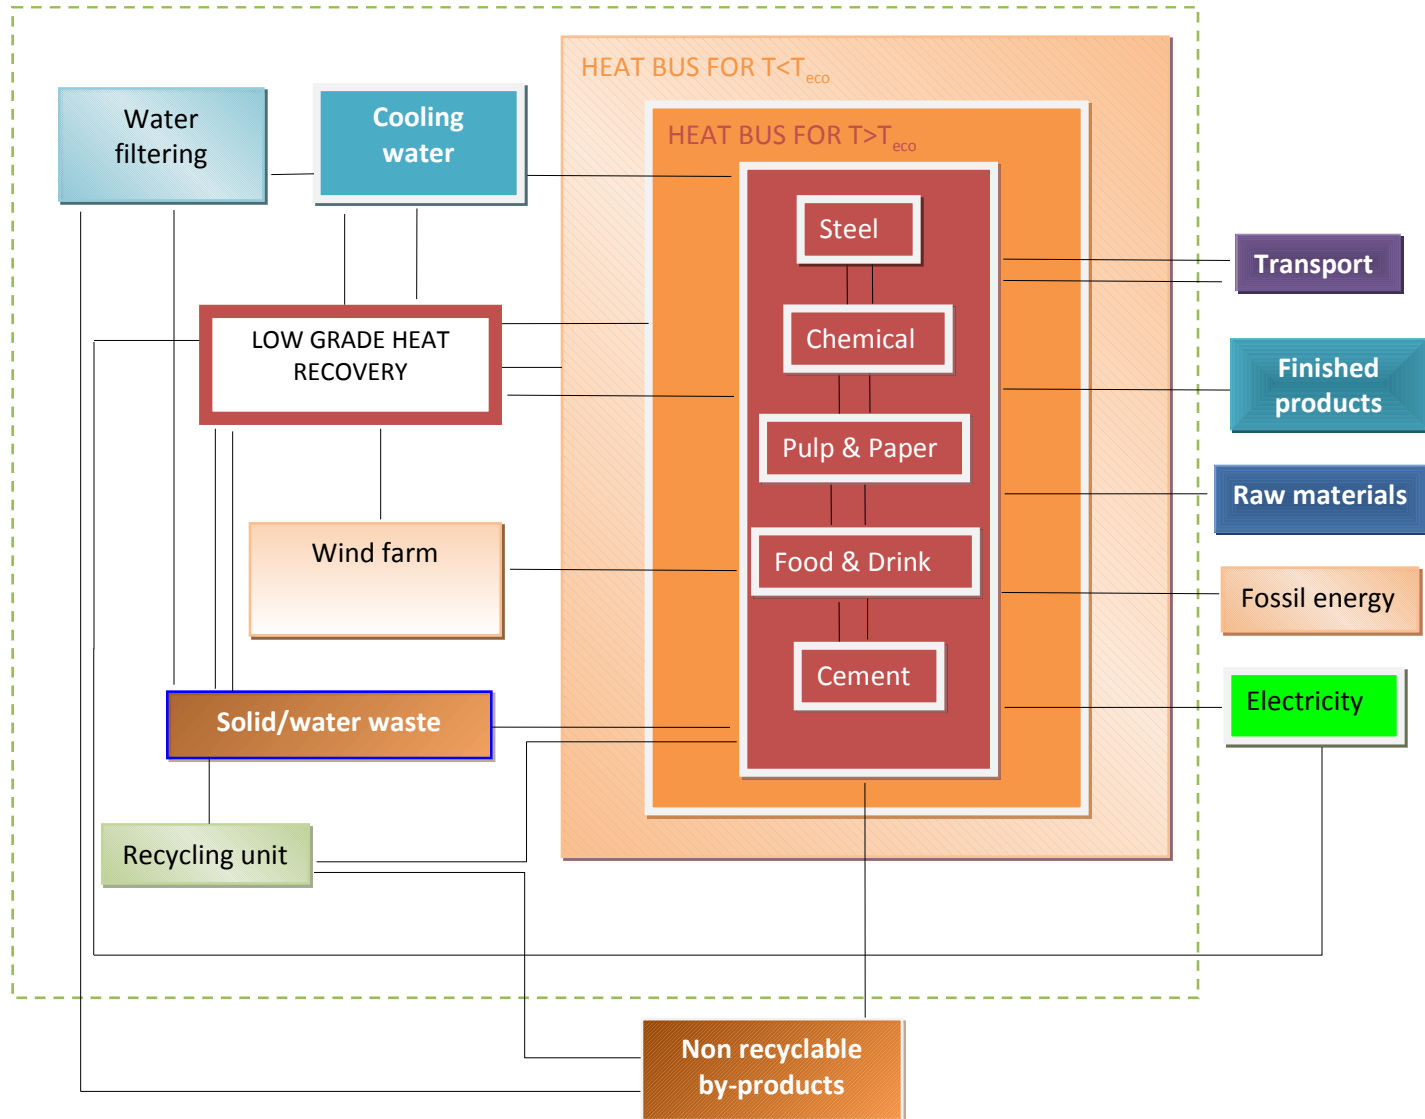 HEAT BUS FOR T<Teco
HEAT BUS FOR T>Teco
Water
filtering
Cooling
water
Steel
Transport
LOW GRADE HEAT
RECOVERY
Chemical
Finished
products
Pulp & Paper
Raw materials
Wind farm
Food & Drink
Fossil energy
Cement
Electricity
Solid/water waste
Recycling unit
Non recyclable
by-products